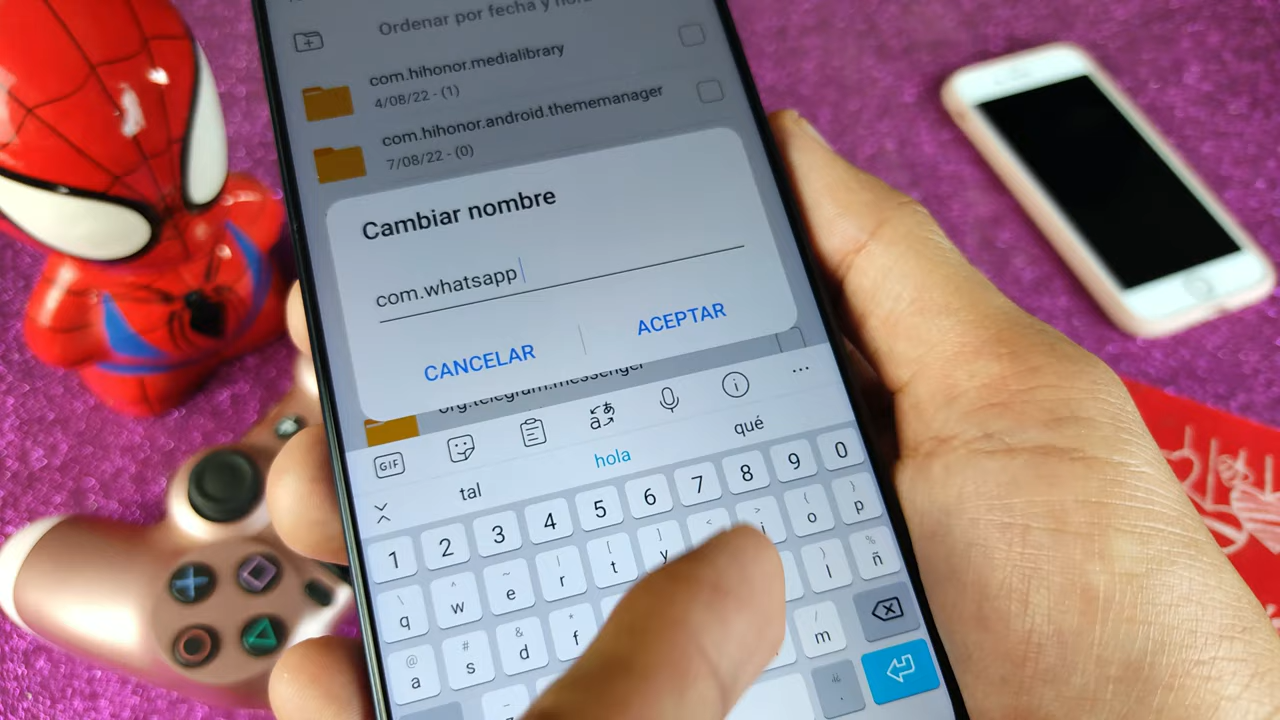 Ordenar por fecha y hora
com.hihonor.medialibrary
4/08/22 - (1)
com.hihonor.android.thememanager
7/08/22 - (0)
Cambiar nombre
com.whatsapp
CANCELAR
ACEPTAR
org.telegram.messenger
GIF
tal
hola
qué
1 2 3 4 5 6 7 8 9 0
q w e r t y i o p
a s d f l ñ
m